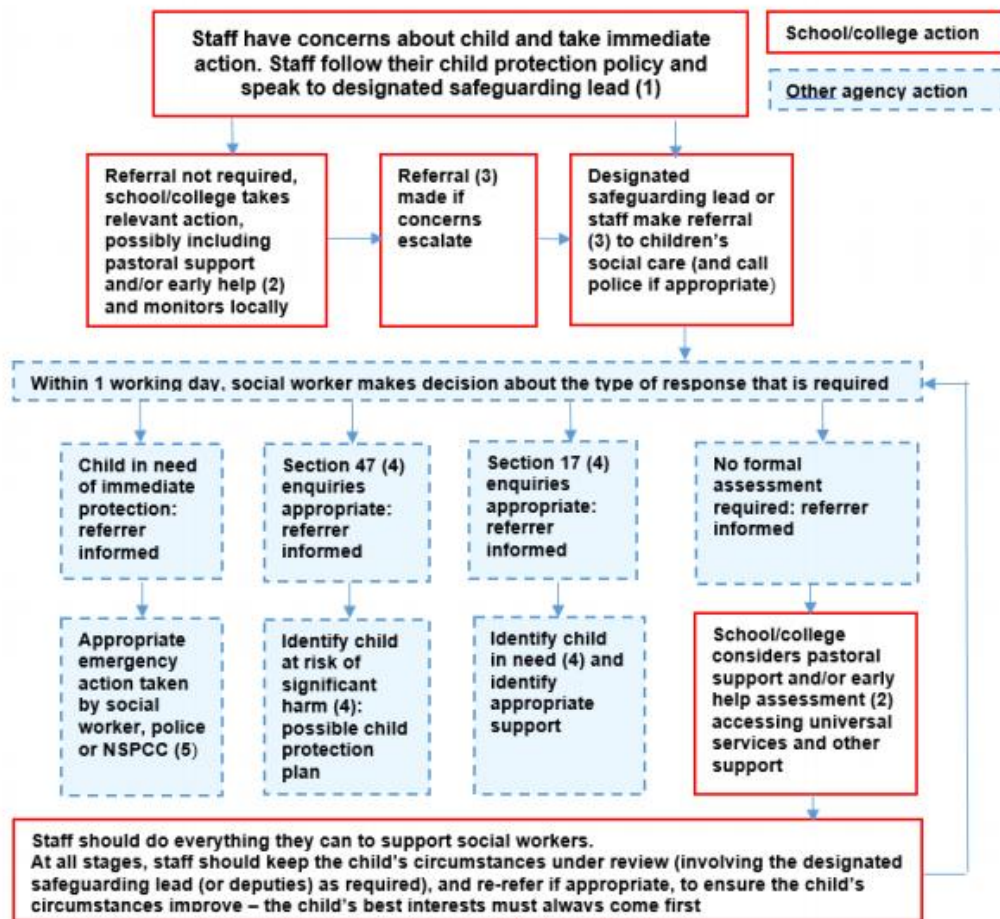 Staff have concerns about child and take immediate
action. Staff follow their child protection policy and
speak to designated safeguarding lead (1)
School/college action
Other agency action
Referral not required,
school/college takes
relevant action,
possibly including
pastoral support
and/or early help (2)
and monitors locally
Referral (3)
made if
concerns
escalate
Designated
safeguarding lead or
staff make referral
(3) to children's
social care (and call
police if appropriate)
Within 1 working day, social worker makes decision about the type of response that is required
Child in need
of immediate
protection:
referrer
informed
Section 47 (4)
enquiries
appropriate:
referrer
informed
Section 17 (4)
enquiries
appropriate:
referrer
informed
No formal
assessment
required: referrer
informed
Appropriate
emergency
action taken
by social
worker, police
or NSPCC (5)
Identify child
at risk of
significant
harm (4):
possible child
protection
plan
Identify child
in need (4) and
identify
appropriate
support
School/college
considers pastoral
support and/or early
help assessment (2)
accessing universal
services and other
support
Staff should do everything they can to support social workers.
At all stages, staff should keep the child's circumstances under review (involving the designated
safeguarding lead (or deputies) as required), and re-refer if appropriate, to ensure the child's
circumstances improve – the child's best interests must always come first